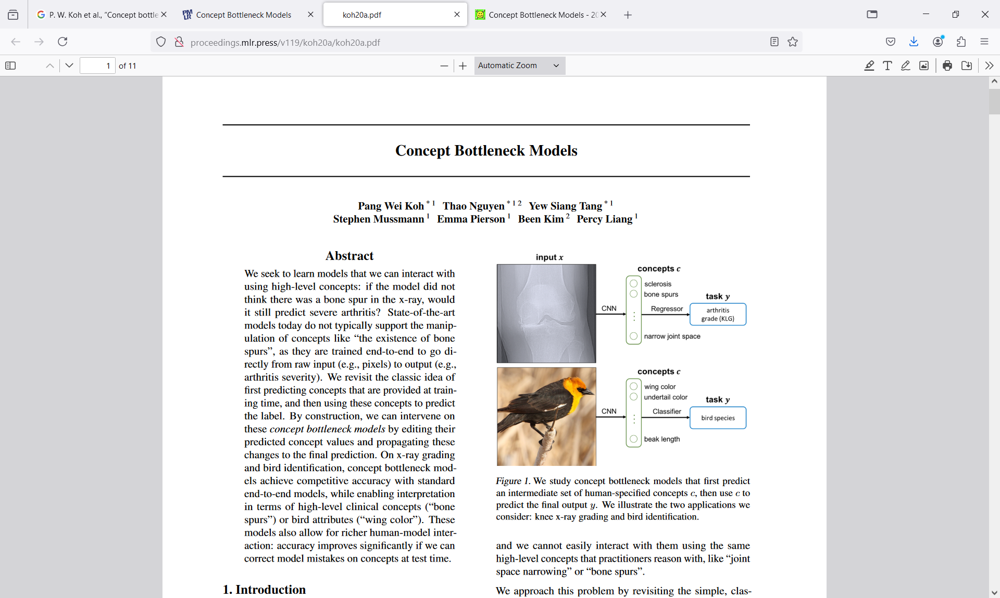 P. W. Koh et al., “Concept bottle
Concept Bottleneck Models
koh20a.pdf
Concept Bottleneck Models - 20
proceedings.mlr.press/v119/koh20a/koh20a.pdf
1 of 11
Automatic Zoom
Concept Bottleneck Models
Pang Wei Koh * 1 Thao Nguyen * 1 2 Yew Siang Tang * 1
Stephen Mussmann 1 Emma Pierson 1 Been Kim 2 Percy Liang 1
Abstract
We seek to learn models that we can interact with
using high-level concepts: if the model did not
think there was a bone spur in the x-ray, would
it still predict severe arthritis? State-of-the-art
models today do not typically support the manip-
ulation of concepts like “the existence of bone
spurs”, as they are trained end-to-end to go di-
rectly from raw input (e.g., pixels) to output (e.g.,
arthritis severity). We revisit the classic idea of
first predicting concepts that are provided at train-
ing time, and then using these concepts to predict
the label. By construction, we can intervene on
these concept bottleneck models by editing their
predicted concept values and propagating these
changes to the final prediction. On x-ray grading
and bird identification, concept bottleneck mod-
els achieve competitive accuracy with standard
end-to-end models, while enabling interpretation
in terms of high-level clinical concepts (“bone
spurs”) or bird attributes (“wing color”). These
models also allow for richer human-model inter-
action: accuracy improves significantly if we can
correct model mistakes on concepts at test time.
1. Introduction
input x
concepts c
sclerosis
bone spurs
task y
CNN
Regressor
arthritis
grade (KLG)
narrow joint space
concepts c
wing color
undertail color
task y
CNN
Classifier
bird species
beak length
Figure 1. We study concept bottleneck models that first predict
an intermediate set of human-specified concepts c, then use c to
predict the final output y. We illustrate the two applications we
consider: knee x-ray grading and bird identification.
and we cannot easily interact with them using the same
high-level concepts that practitioners reason with, like “joint
space narrowing” or “bone spurs”.
We approach this problem by revisiting the simple, clas-